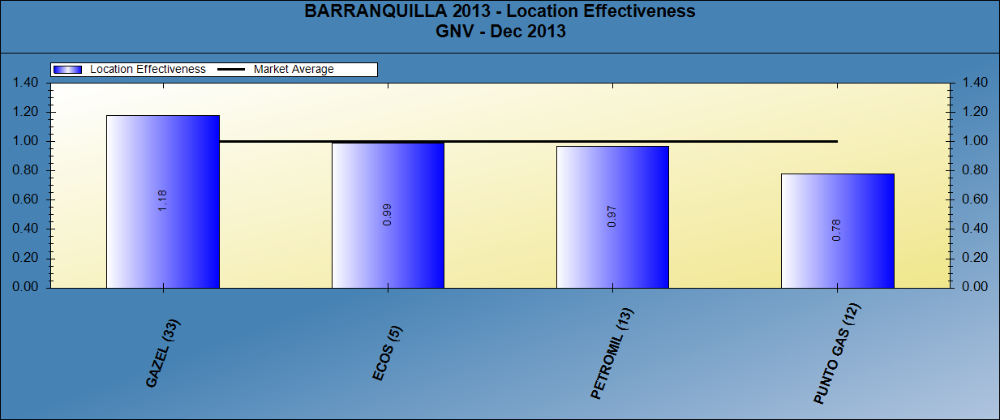 BARRANQUILLA 2013 - Location Effectiveness
GNV - Dec 2013
Location Effectiveness Market Average
1.40 1.40
1.20 1.20
1.00 1.00
0.80 0.80
0.60 0.60
0.40 0.40
0.20 0.20
0.00 0.00
1.18
0.99
0.97
0.78
GAZEL (33)
ECOS (5)
PETROMIL (13)
PUNTO GAS (12)